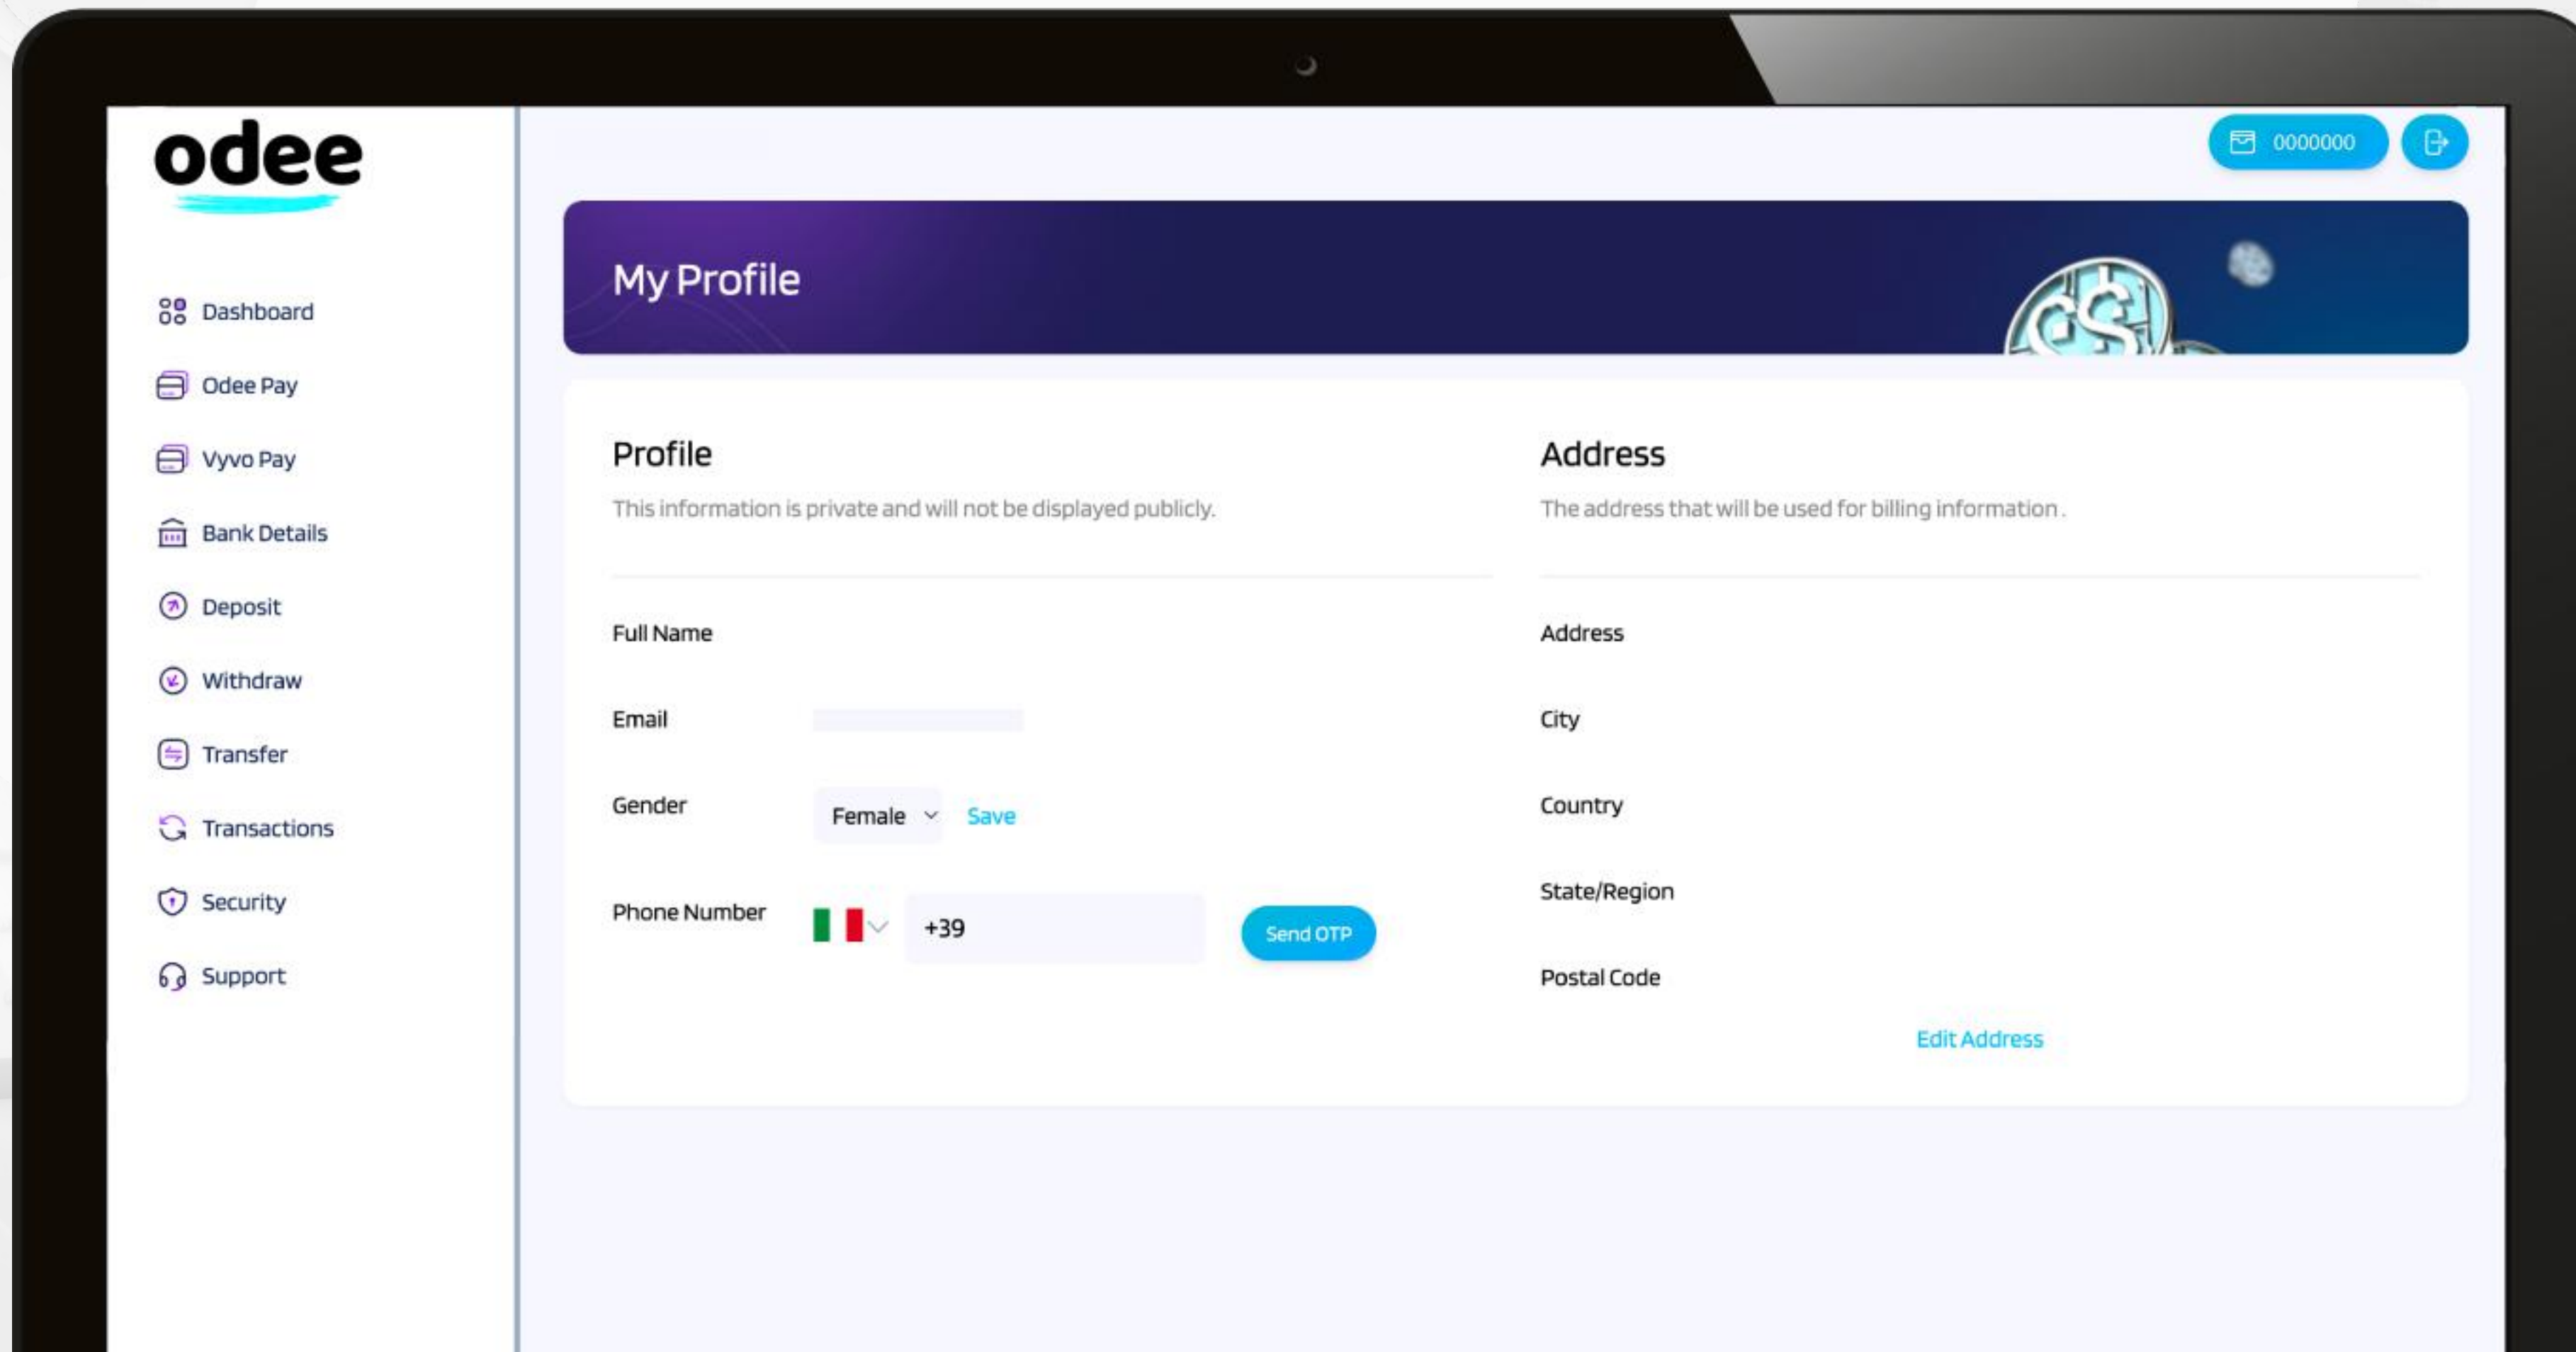 odee
0000000
Dashboard
Odee Pay
Vyvo Pay
Bank Details
Deposit
Withdraw
Transfer
Transactions
Security
Support
My Profile
Profile
This information is private and will not be displayed publicly.
Full Name
Email
Gender
Female
Save
Phone Number
+39
Send OTP
Address
The address that will be used for billing information .
Address
City
Country
State/Region
Postal Code
Edit Address